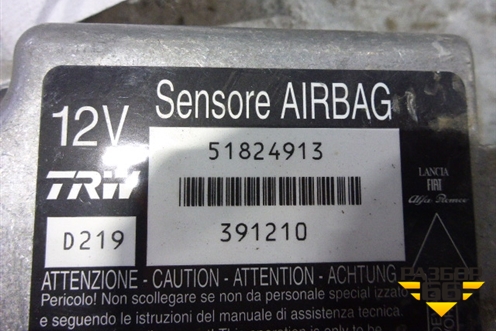 Sensore AIRBAG
12V
51824913
TRW
LANCIA
FIAT
Alfa Romeo
D219
391210
ATTENZIONE - CAUTION - ATTENTION - ACHTUNG
Pericolo! Non scollegare se non da personale specializzato
e seguendo le istruzioni del manuale di assistenza tecnica.
РАЗБОР